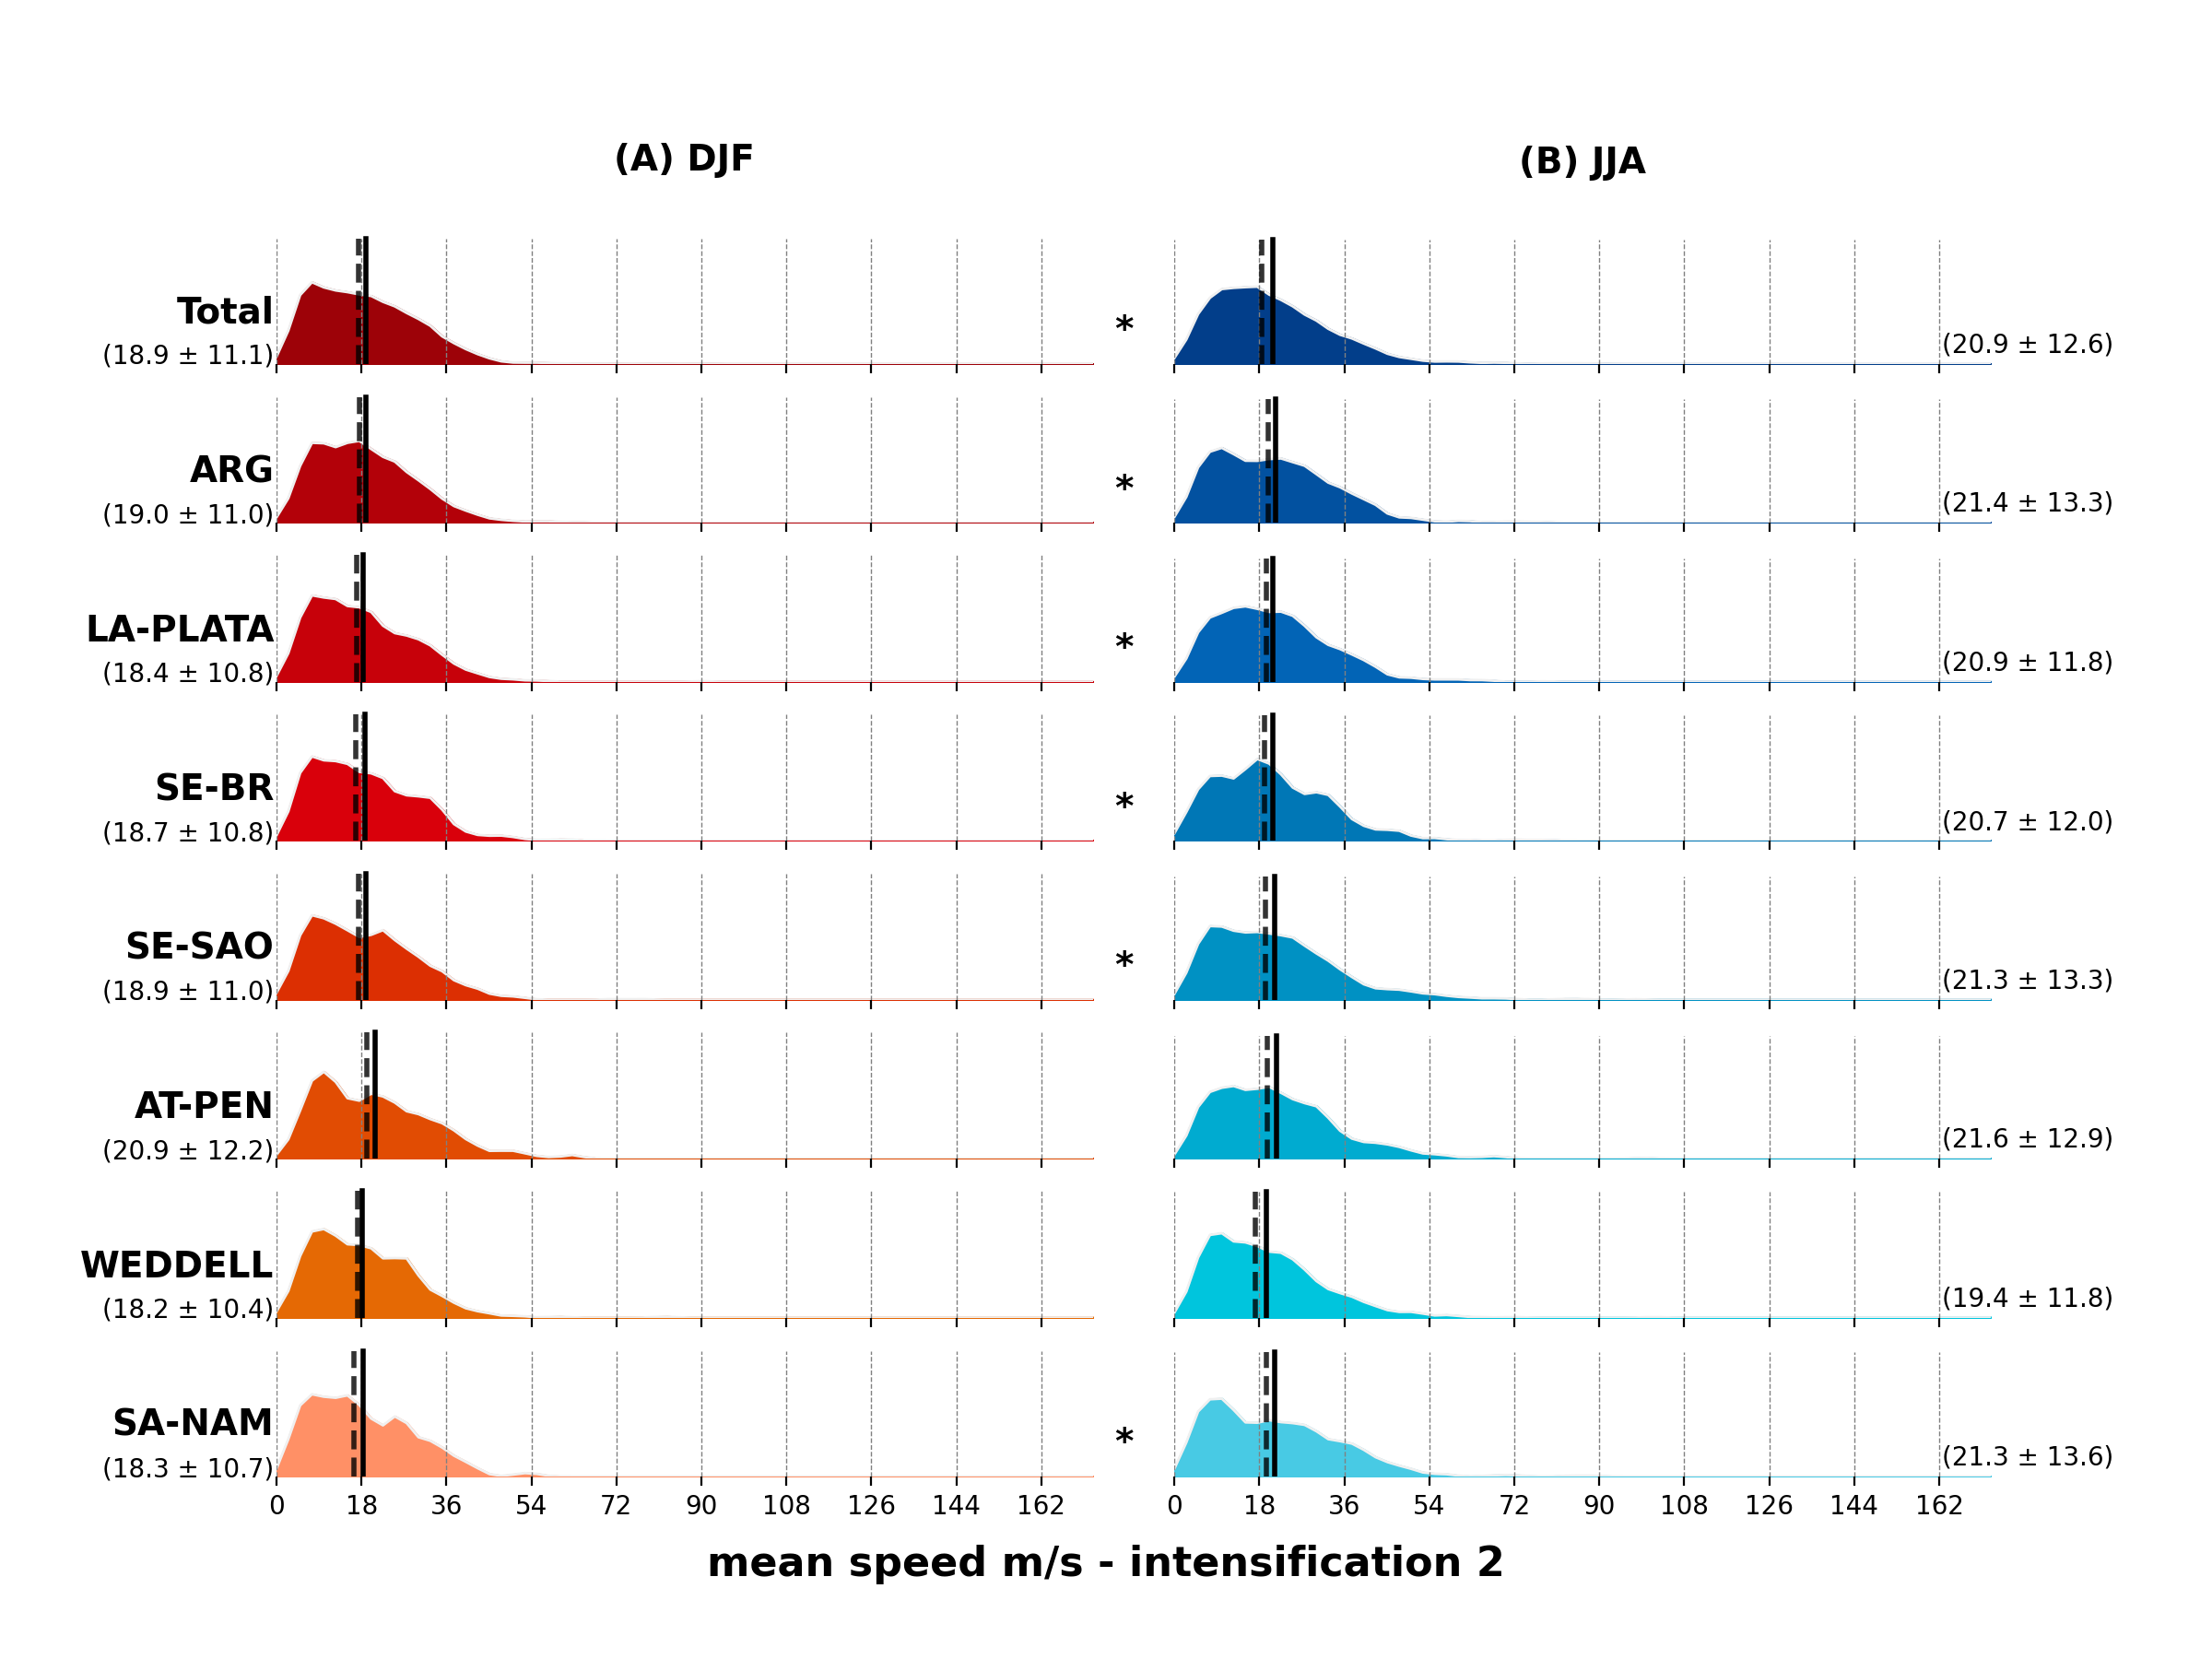 (A) DJF
(B) JJA
Total
(18.9 ± 11.1)
*
(20.9 ± 12.6)
ARG
(19.0 ± 11.0)
*
(21.4 ± 13.3)
LA-PLATA
(18.4 ± 10.8)
*
(20.9 ± 11.8)
SE-BR
(18.7 ± 10.8)
*
(20.7 ± 12.0)
SE-SAO
(18.9 ± 11.0)
*
(21.3 ± 13.3)
AT-PEN
(20.9 ± 12.2)
(21.6 ± 12.9)
WEDDELL
(18.2 ± 10.4)
(19.4 ± 11.8)
SA-NAM
(18.3 ± 10.7)
*
(21.3 ± 13.6)
0 18 36 54 72 90 108 126 144 162
0 18 36 54 72 90 108 126 144 162
mean speed m/s - intensification 2